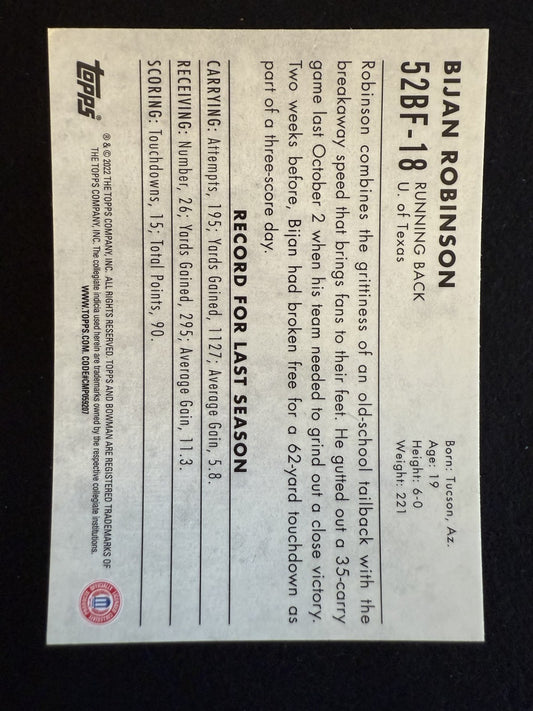 BIJAN ROBINSON
52BF-18
RUNNING BACK
U. of Texas
Born: Tucson, Az.
Age: 19
Height: 6-0
Weight: 221
Robinson combines the grittiness of an old-school tailback with the
breakaway speed that brings fans to their feet. He gutted out a 35-carry
game last October 2 when his team needed to grind out a close victory.
Two weeks before, Bijan had broken free for a 62-yard touchdown as
part of a three-score day.
RECORD FOR LAST SEASON
CARRYING: Attempts, 195; Yards Gained, 1127; Average Gain, 5.8.
RECEIVING: Number, 26; Yards Gained, 295; Average Gain, 11.3.
SCORING: Touchdowns, 15; Total Points, 90.
topps®
® & © 2022 THE TOPPS COMPANY, INC. ALL RIGHTS RESERVED. TOPPS AND BOWMAN ARE REGISTERED TRADEMARKS OF
THE TOPPS COMPANY, INC. The collegiate indicia used herein are trademarks owned by the respective collegiate institutions.
WWW.TOPPS.COM. CODE#CMP059207